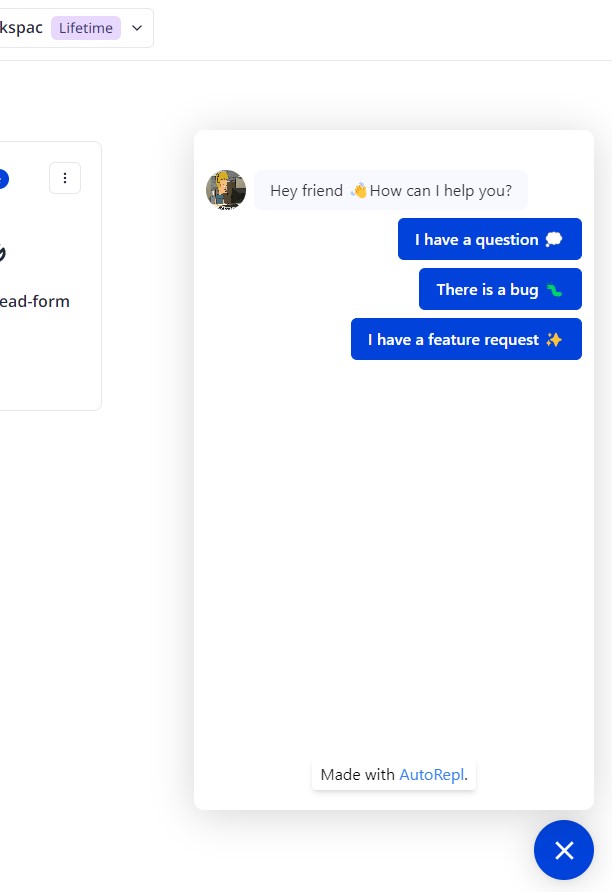 kspac Lifetime
ead-form
Hey friend 👋How can I help you?
I have a question 💭
There is a bug 🐛
I have a feature request ✨
Made with AutoRepl.